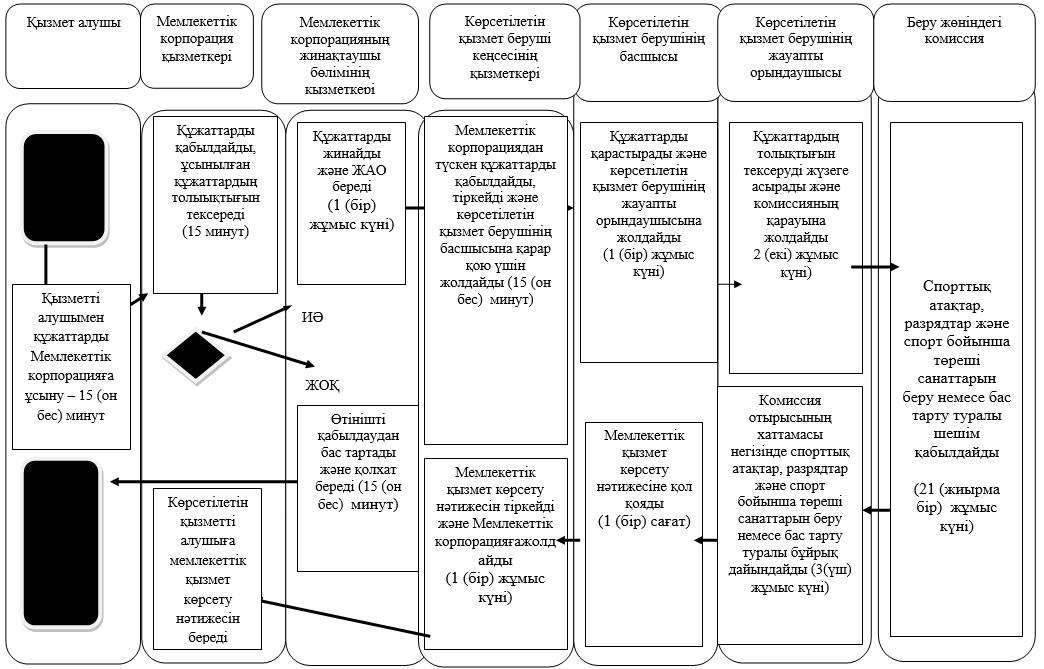 Қызмет алушы
Мемлекеттік
корпорация
қызметкері
Мемлекеттік
корпорацияның
жинақтаушы
бөлімінің
қызметкері
Көрсетілетін
қызмет беруші
кеңсесінің
қызметкері
Көрсетілетін
қызмет берушінің
басшысы
Көрсетілетін
қызмет берушінің
жауапты
орындаушысы
Беру жөніндегі
комиссия
Қызметті
алушымен
құжаттарды
Мемлекеттік
корпорацияға
ұсыну – 15 (он
бес) минут
Құжаттарды
қабылдайды,
ұсынылған
құжаттардың
толыықтығын
тексереді
(15 минут)
ИӘ
ЖОҚ
Құжаттарды
жинайды
және ЖАО
береді
(1 (бір)
жұмыс күні)
Өтінішті
қабылдаудан
бас тартады
және қолхат
береді (15 (он
бес) минут)
Көрсетілетін
қызметті
алушыға
мемлекеттік
қызмет
көрсету
нәтижесін
береді
Мемлекеттік
корпорациядан
түскен құжаттарды
қабылдайды,
тіркейді және
көрсетілетін
қызмет берушінің
басшысына қарар
қою үшін
жолдайды (15 (он
бес) минут)
Мемлекеттік
қызмет көрсету
нәтижесін тіркейді
және Мемлекеттік
корпорацияғажолд
айды
(1 (бір) жұмыс
күні)
Құжаттарды
қарастырады және
көрсетілетін
қызмет берушінің
жауапты
орындаушысына
жолдайды
(1 (бір) жұмыс
күні)
Мемлекеттік
қызмет
көрсету
нәтижесіне қол
қояды
(1 (бір) сағат)
Құжаттардың
толықтығын
тексеруді жүзеге
асырады және
комиссияның
қарауына
жолдайды
2 (екі) жұмыс
күні)
Комиссия
отырысының
хаттамасы
негізінде спорттық
атақтар, разрядтар
және спорт
бойынша төреші
санаттарын беру
немесе бас тарту
туралы бұйрық
дайындайды (3(үш)
жұмыс күні)
Спорттық
атақтар,
разрядтар және
спорт бойынша
төреші
санаттарын
беру немесе бас
тарту туралы
шешім
қабылдайды
(21 (жиырма
бір) жұмыс
күні)